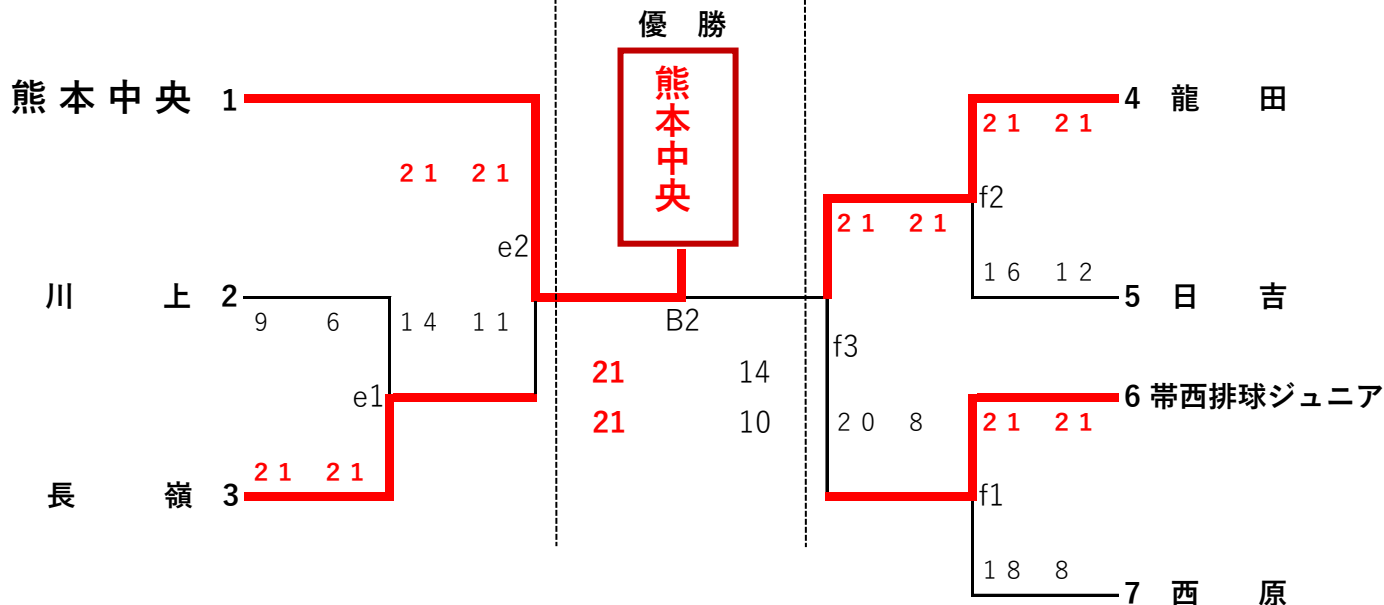 優　勝
熊本中央
熊本中央 1
２１　２１
e2
川　上 2
９　６
１４　１１
e1
２１　２１
長　嶺 3
B2
21　14
21　10
4 龍　田
２１　２１
f2
２１　２１
１６　１２
5 日　吉
f3
6 帯西排球ジュニア
２０　８
２１　２１
f1
１８　８
7 西　原